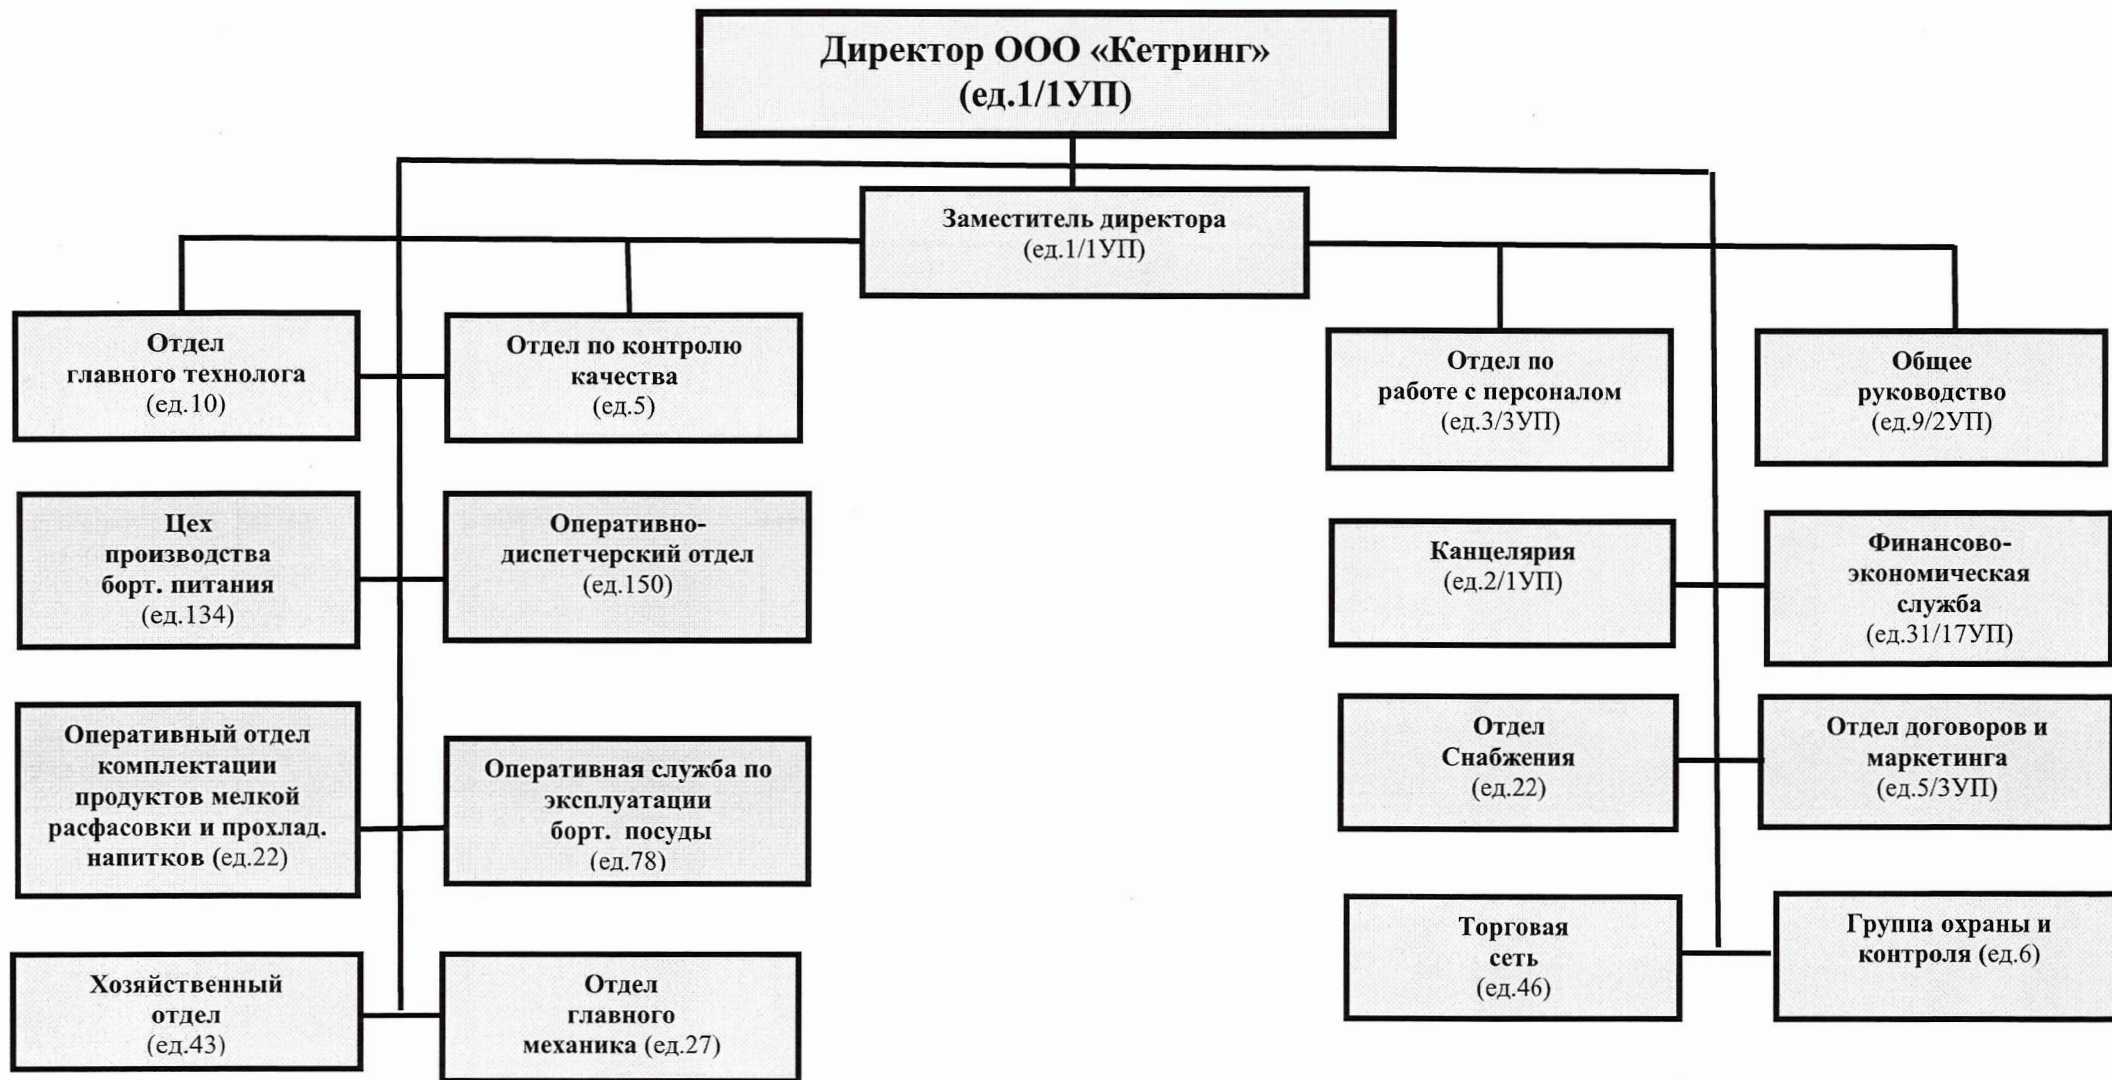 Директор ООО «Кетринг»
(ед.1/1УП)
Заместитель директора
(ед.1/1УП)
Отдел
главного технолога
(ед.10)
Отдел по контролю
качества
(ед.5)
Отдел по
работе с персоналом
(ед.3/3УП)
Общее
руководство
(ед.9/2УП)
Цех
производства
борт. питания
(ед.134)
Оперативно-
диспетчерский отдел
(ед.150)
Канцелярия
(ед.2/1УП)
Финансово-
экономическая
служба
(ед.31/17УП)
Оперативный отдел
комплектации
продуктов мелкой
расфасовки и прохлад.
напитков (ед.22)
Оперативная служба по
эксплуатации
борт. посуды
(ед.78)
Отдел
Снабжения
(ед.22)
Отдел договоров и
маркетинга
(ед.5/3УП)
Хозяйственный
отдел
(ед.43)
Отдел
главного
механика (ед.27)
Торговая
сеть
(ед.46)
Группа охраны и
контроля (ед.6)